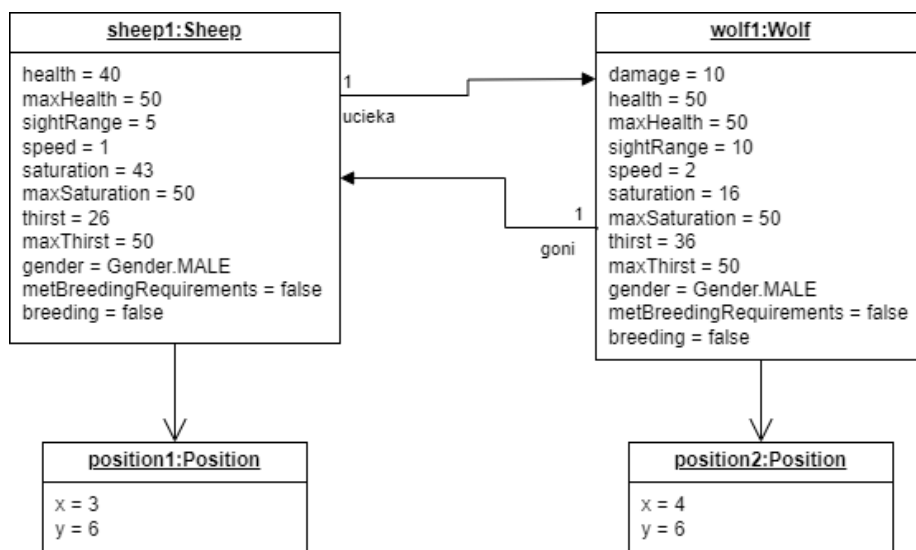 sheep1:Sheep
health = 40
maxHealth = 50
sightRange = 5
speed = 1
saturation = 43
maxSaturation = 50
thirst = 26
maxThirst = 50
gender = Gender.MALE
metBreedingRequirements = false
breeding = false
1
ucieka
1
goni
wolf1:Wolf
damage = 10
health = 50
maxHealth = 50
sightRange = 10
speed = 2
saturation = 16
maxSaturation = 50
thirst = 36
maxThirst = 50
gender = Gender.MALE
metBreedingRequirements = false
breeding = false
position1:Position
x = 3
y = 6
position2:Position
x = 4
y = 6